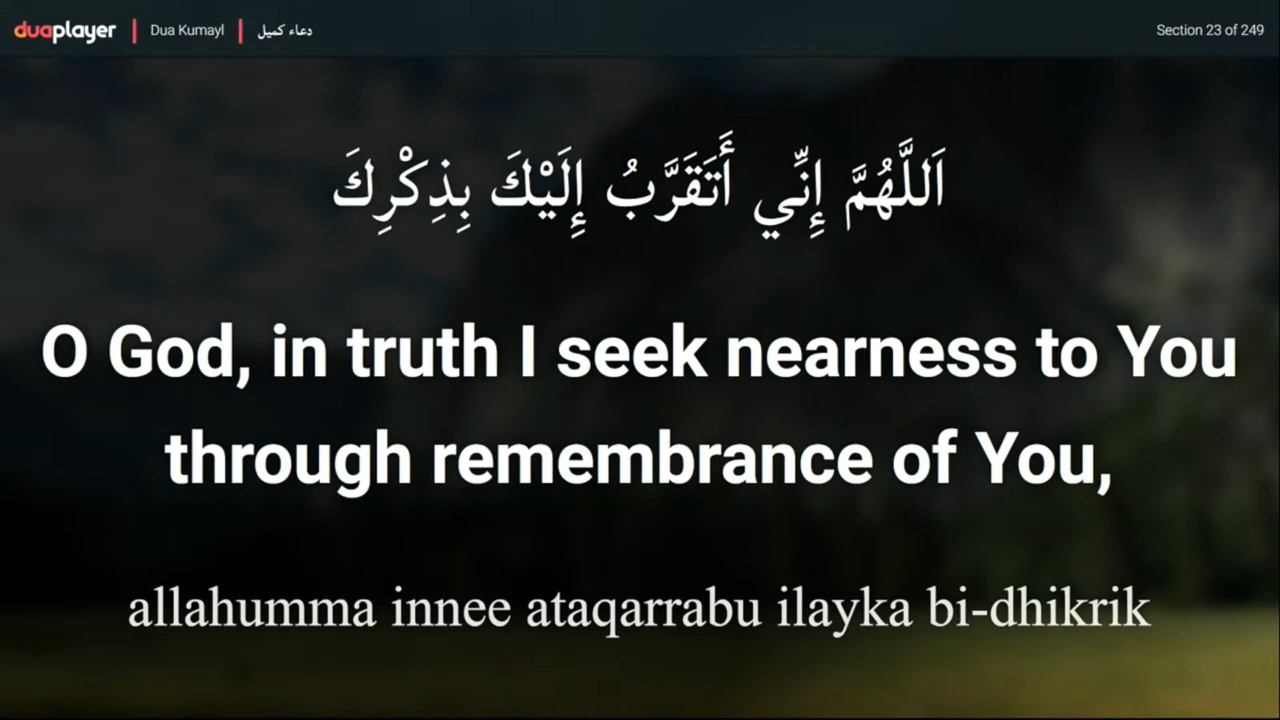 duaplayer | Dua Kumayl | دعاء كميل
Section 23 of 249
اَللَّهُمَّ إِنِّي أَتَقَرَّبُ إِلَيْكَ بِذِكْرِكَ
O God, in truth I seek nearness to You
through remembrance of You,
allahumma innee ataqarrabu ilayka bi-dhikrik